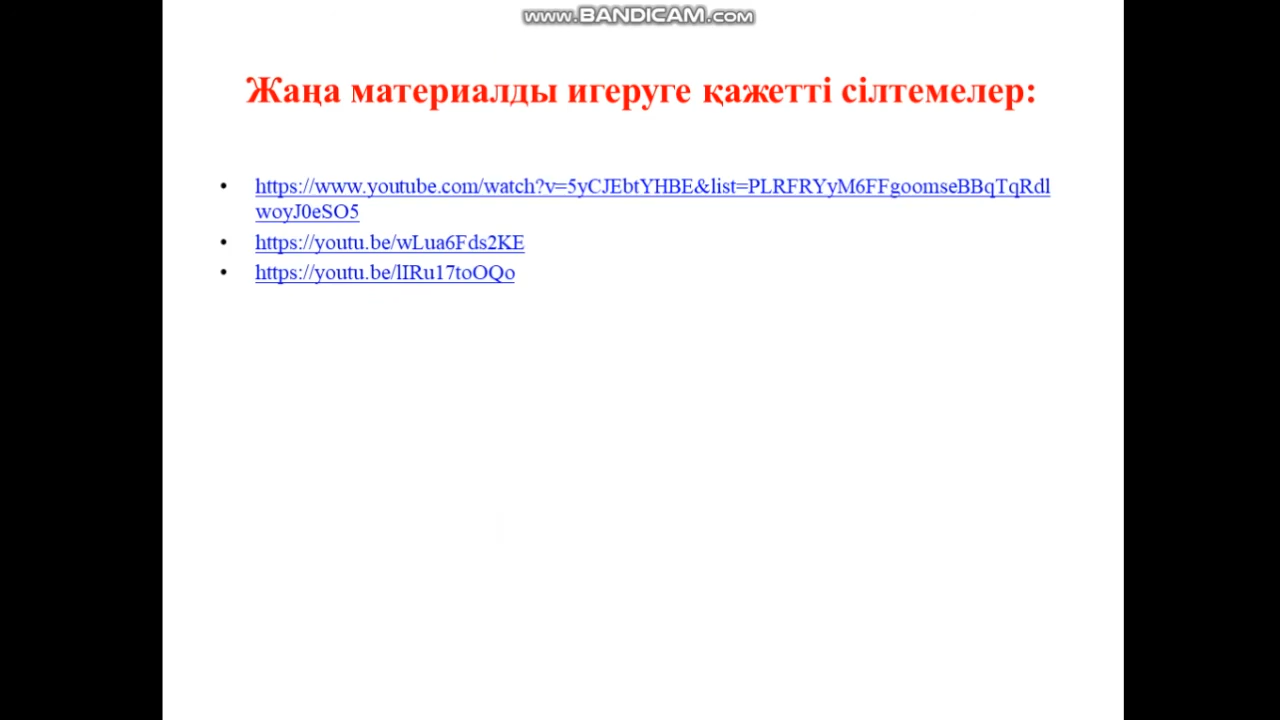 www.BANDICAM.com
Жаңа материалды игеруге қажетті сілтемелер:
• https://www.youtube.com/watch?v=5yCJEbtYHBE&list=PLRFRYyM6FFgoomseBBqTqRdl
woyJ0eSO5
• https://youtu.be/wLua6Fds2KE
• https://youtu.be/lIRu17toOQo